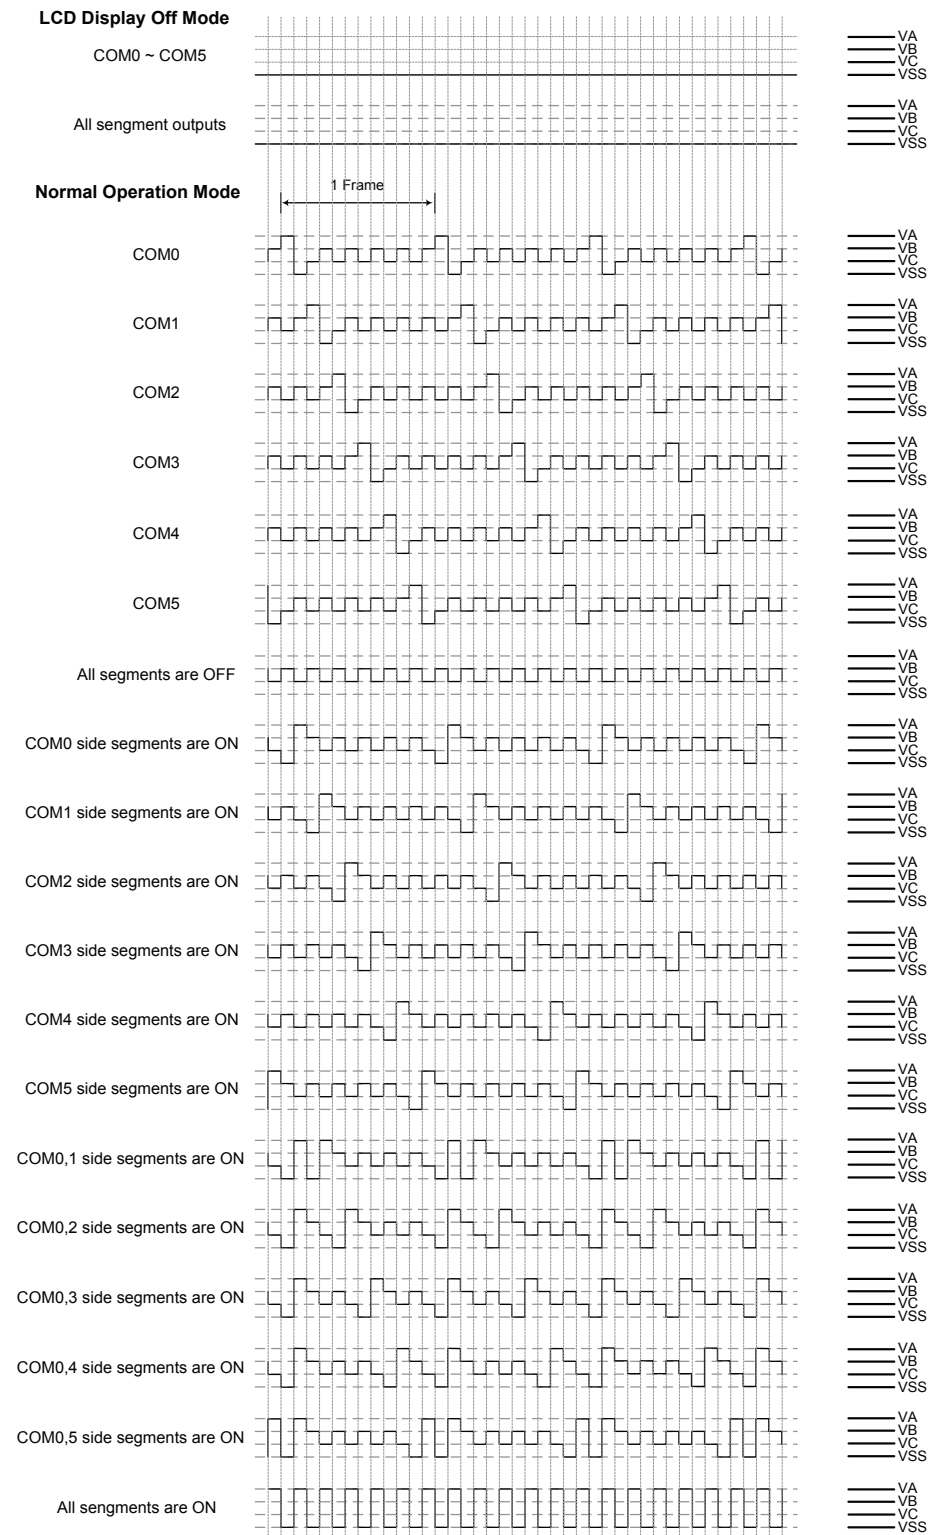 LCD Display Off Mode
COM0 ~ COM5
VA
VB
VC
VSS
All sengment outputs
VA
VB
VC
VSS
Normal Operation Mode
1 Frame
COM0
VA
VB
VC
VSS
COM1
VA
VB
VC
VSS
COM2
VA
VB
VC
VSS
COM3
VA
VB
VC
VSS
COM4
VA
VB
VC
VSS
COM5
VA
VB
VC
VSS
All segments are OFF
VA
VB
VC
VSS
COM0 side segments are ON
VA
VB
VC
VSS
COM1 side segments are ON
VA
VB
VC
VSS
COM2 side segments are ON
VA
VB
VC
VSS
COM3 side segments are ON
VA
VB
VC
VSS
COM4 side segments are ON
VA
VB
VC
VSS
COM5 side segments are ON
VA
VB
VC
VSS
COM0,1 side segments are ON
VA
VB
VC
VSS
COM0,2 side segments are ON
VA
VB
VC
VSS
COM0,3 side segments are ON
VA
VB
VC
VSS
COM0,4 side segments are ON
VA
VB
VC
VSS
COM0,5 side segments are ON
VA
VB
VC
VSS
All sengments are ON
VA
VB
VC
VSS